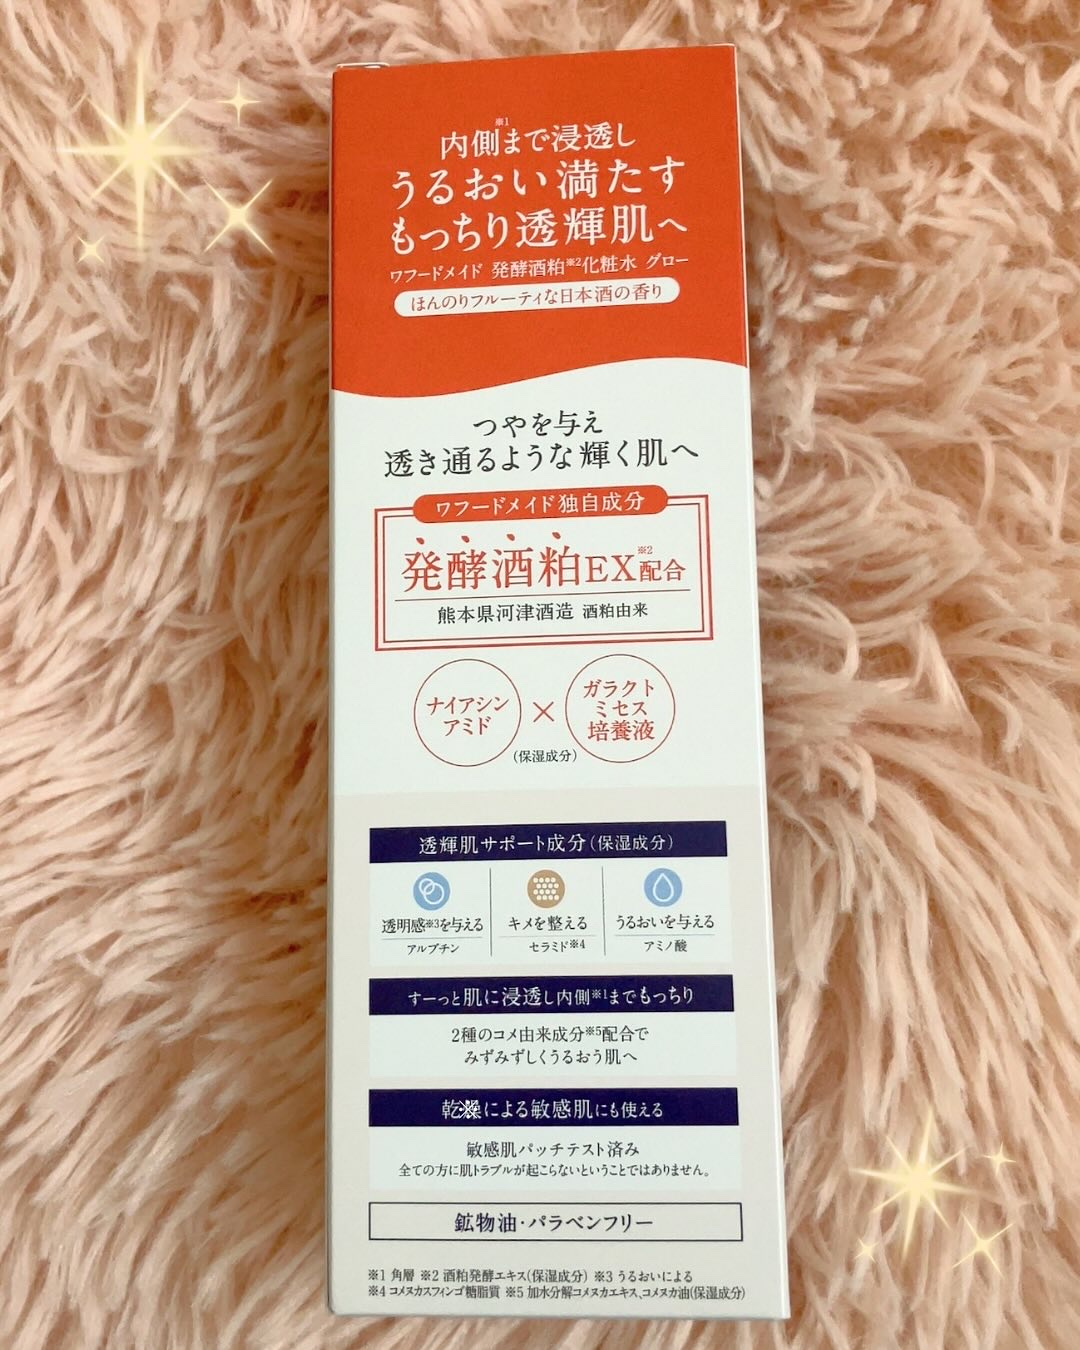 内側※1まで浸透し
うるおい満たす
もっちり透輝肌へ
ワフードメイド 発酵酒粕※2化粧水 グロー
ほんのりフルーティな日本酒の香り
つやを与え
透き通るような輝く肌へ
ワフードメイド独自成分
発酵酒粕EX※2配合
熊本県河津酒造 酒粕由来
ナイアシン
アミド
×
ガラクト
ミセス
培養液
(保湿成分)
透輝肌サポート成分(保湿成分)
透明感※3を与える
アルブチン
キメを整える
セラミド※4
うるおいを与える
アミノ酸
すーっと肌に浸透し内側※1までもっちり
2種のコメ由来成分※5配合で
みずみずしくうるおう肌へ
乾燥による敏感肌にも使える
敏感肌パッチテスト済み
全ての方に肌トラブルが起こらないということではありません。
鉱物油・パラベンフリー
※1 角層 ※2 酒粕発酵エキス(保湿成分) ※3 うるおいによる
※4 コメヌカスフィンゴ糖脂質 ※5 加水分解コメヌカエキス、コメヌカ油(保湿成分)